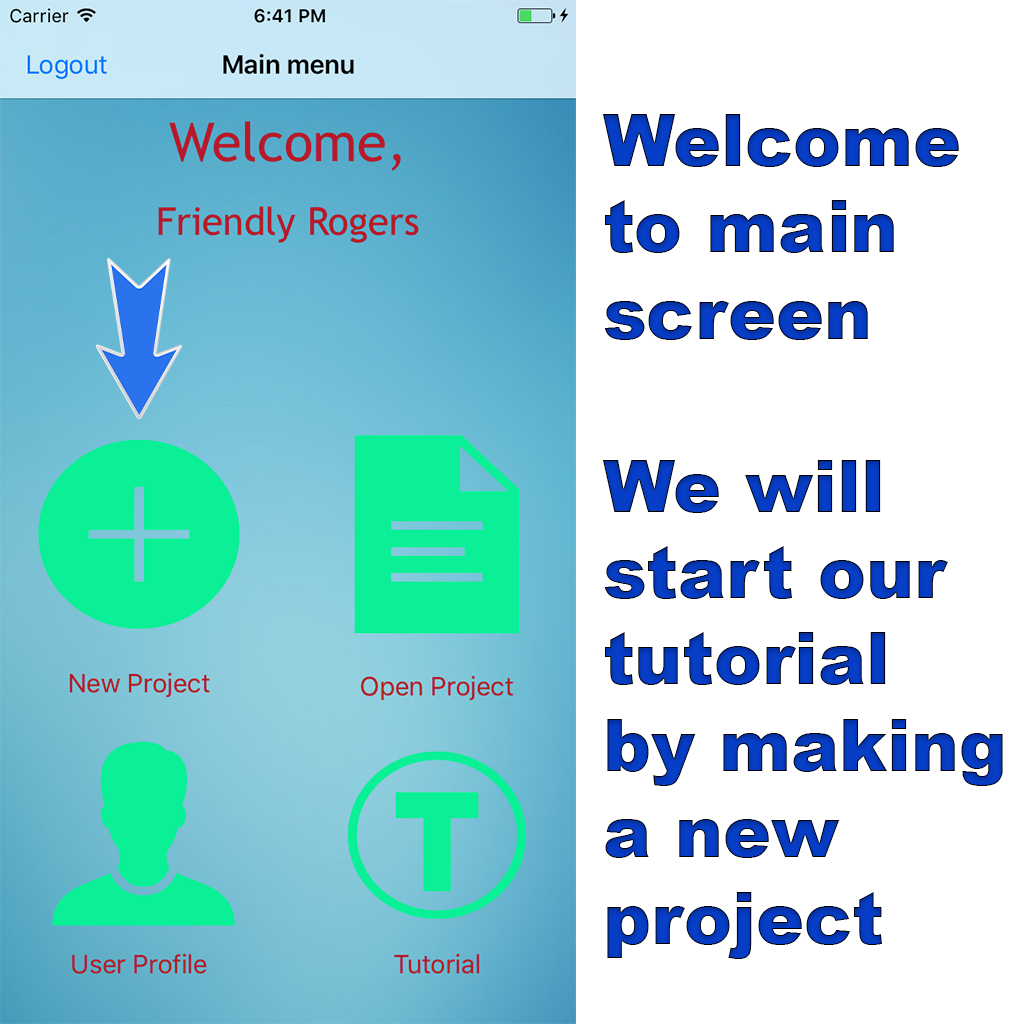 Carrier 6:41 PM
Logout Main menu
Welcome,
Friendly Rogers
New Project Open Project
T
User Profile Tutorial
Welcome
to main
screen
We will
start our
tutorial
by making
a new
project